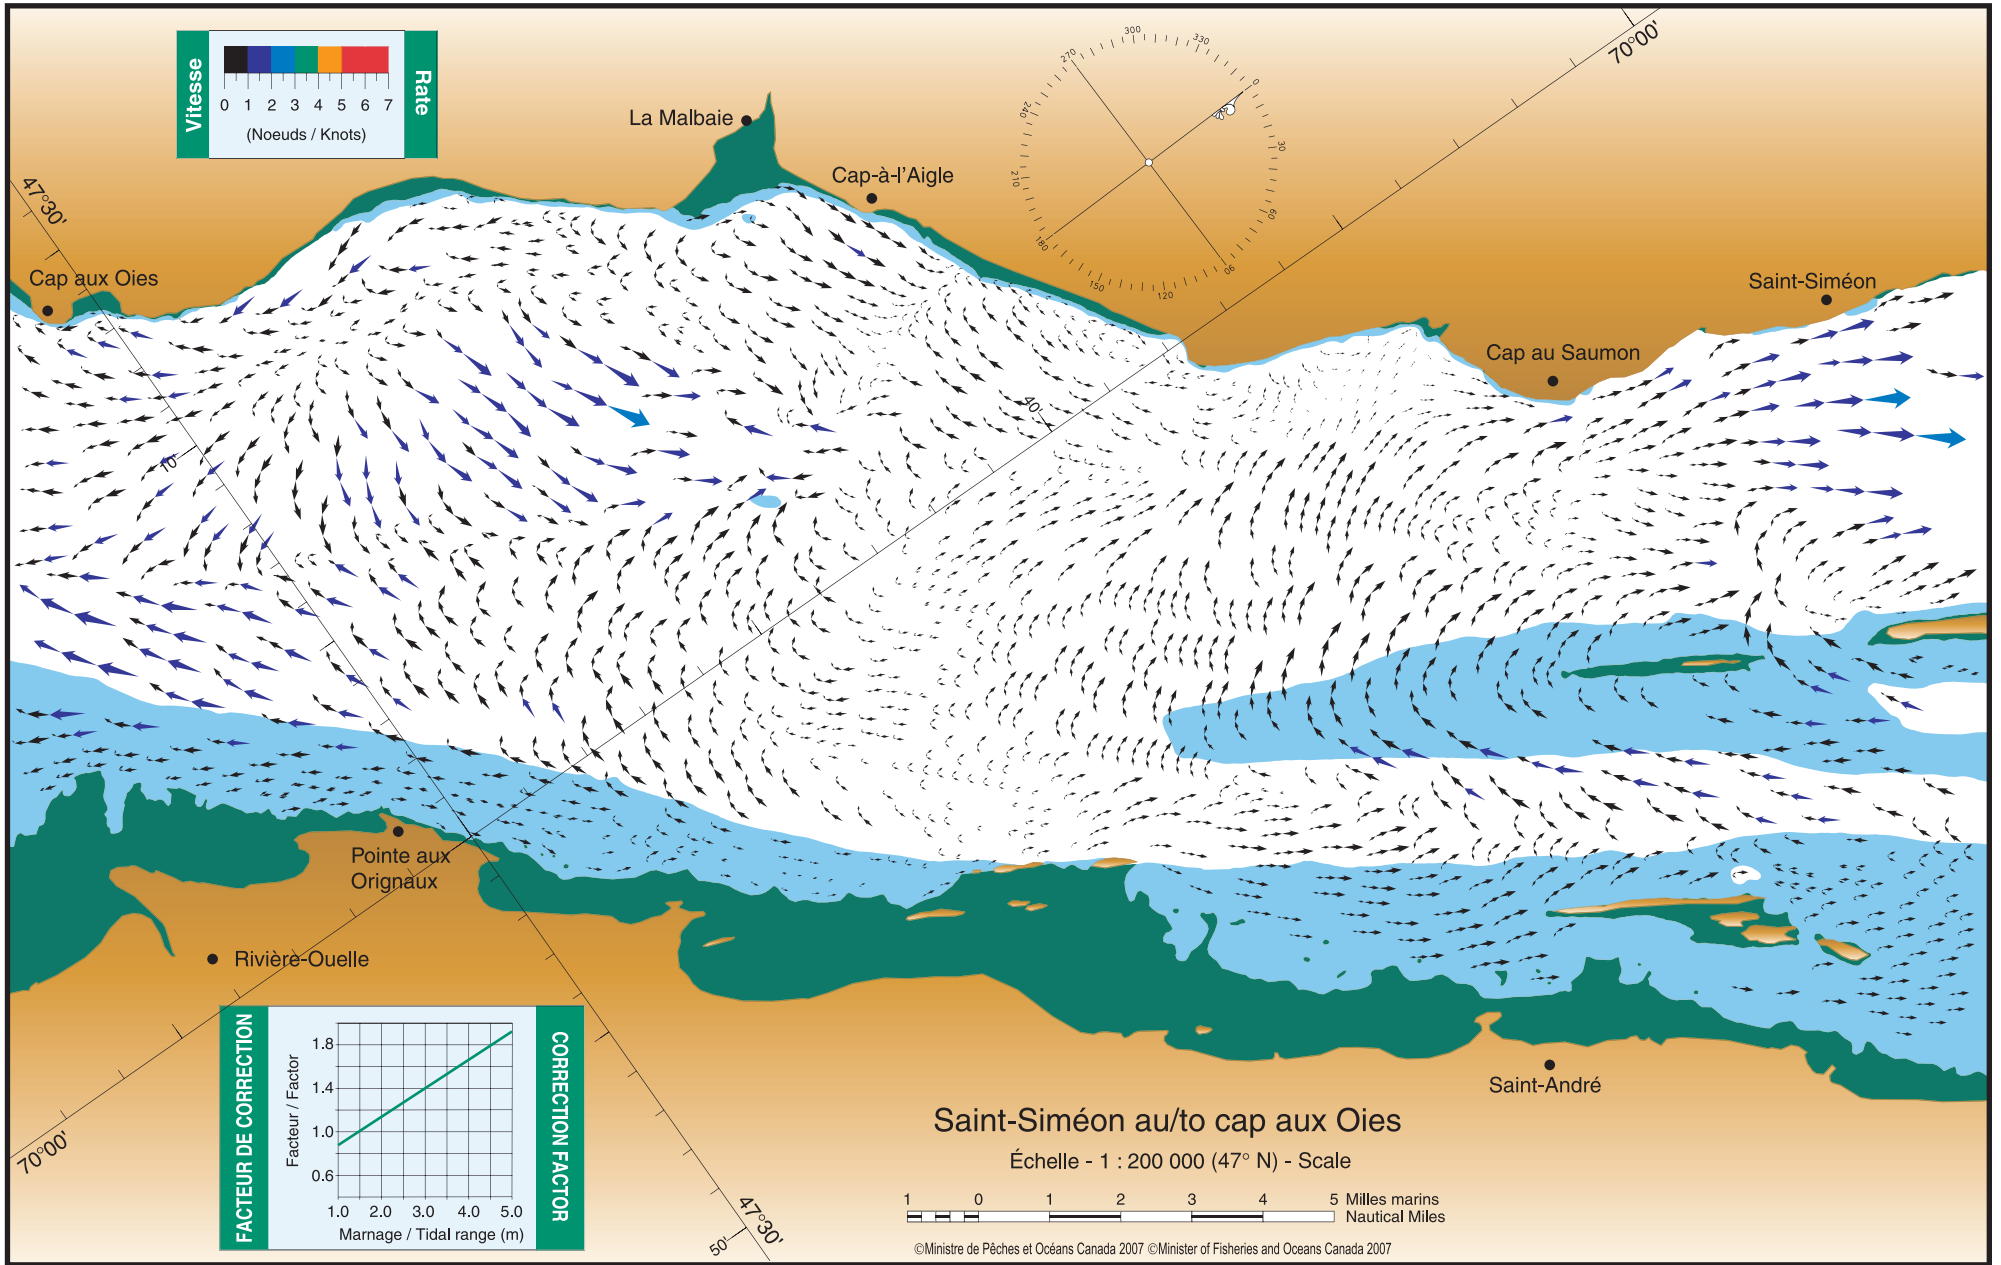 Vitesse
Rate
0 1 2 3 4 5 6 7
(Noeuds / Knots)
La Malbaie
Cap-à-l'Aigle
0
30
60
90
120
150
180
210
240
270
300
330
70°00'
47°30'
Cap aux Oies
Saint-Siméon
Cap au Saumon
40'
10'
Pointe aux
Orignaux
Rivière-Ouelle
FACTEUR DE CORRECTION
CORRECTION FACTOR
Facteur / Factor
1.8
1.4
1.0
0.6
1.0 2.0 3.0 4.0 5.0
Marnage / Tidal range (m)
70°00'
47°30'
50'
Saint-André
Saint-Siméon au/to cap aux Oies
Échelle - 1 : 200 000 (47° N) - Scale
1 0 1 2 3 4 5 Milles marins
Nautical Miles
©Ministre de Pêches et Océans Canada 2007 ©Minister of Fisheries and Oceans Canada 2007